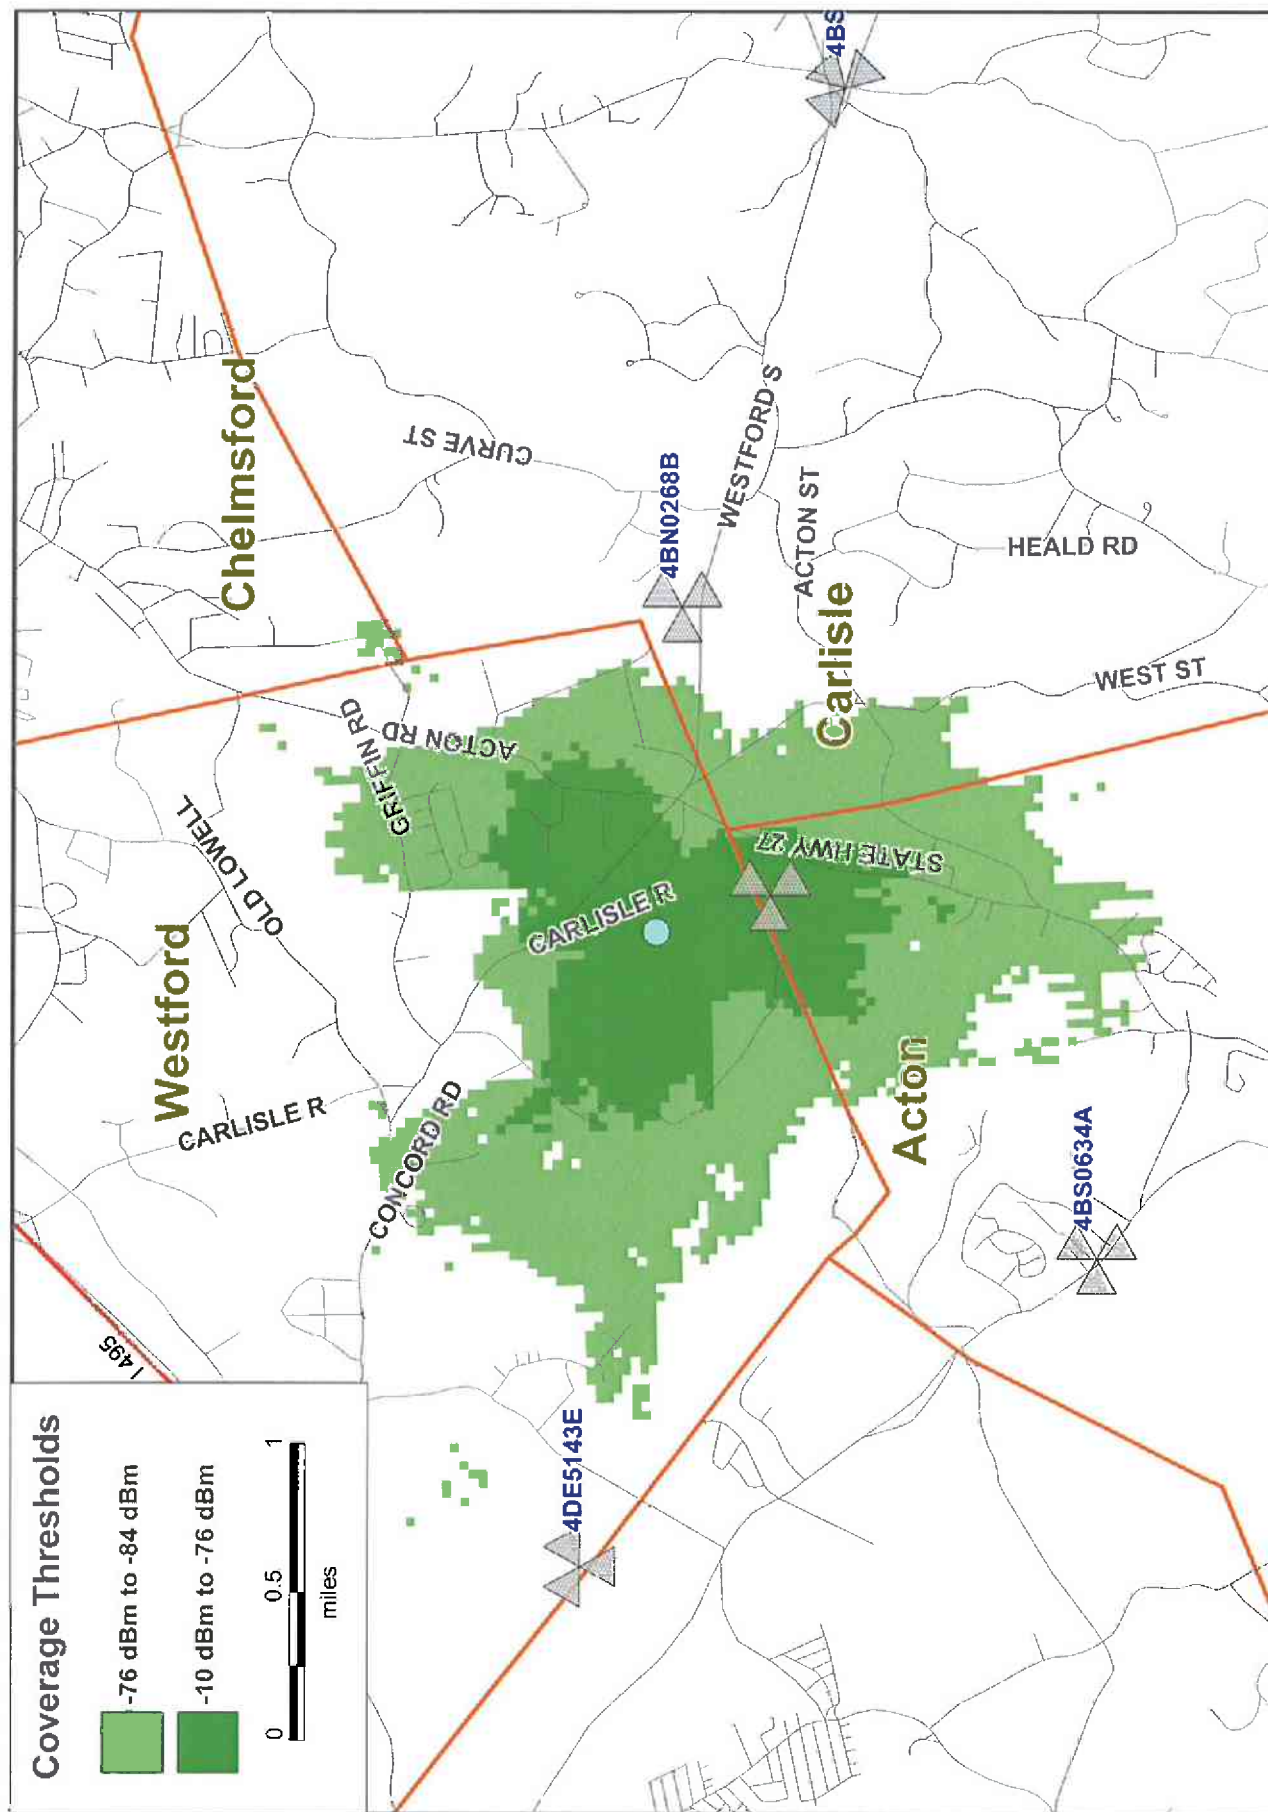 Coverage Thresholds
-76 dBm to -84 dBm
-10 dBm to -76 dBm
0 0.5 1
miles
I 495
Westford
Chelmsford
CARLISLE R
OLD LOWELL
GRIFFIN RD
ACTON RD
CURVE ST
CONCORD RD
CARLISLE R
4DE5143E
4BN0268B
WESTFORD S
4BS
STATE HWY 27
ACTON ST
Carlisle
HEALD RD
Acton
WEST ST
4BS0634A